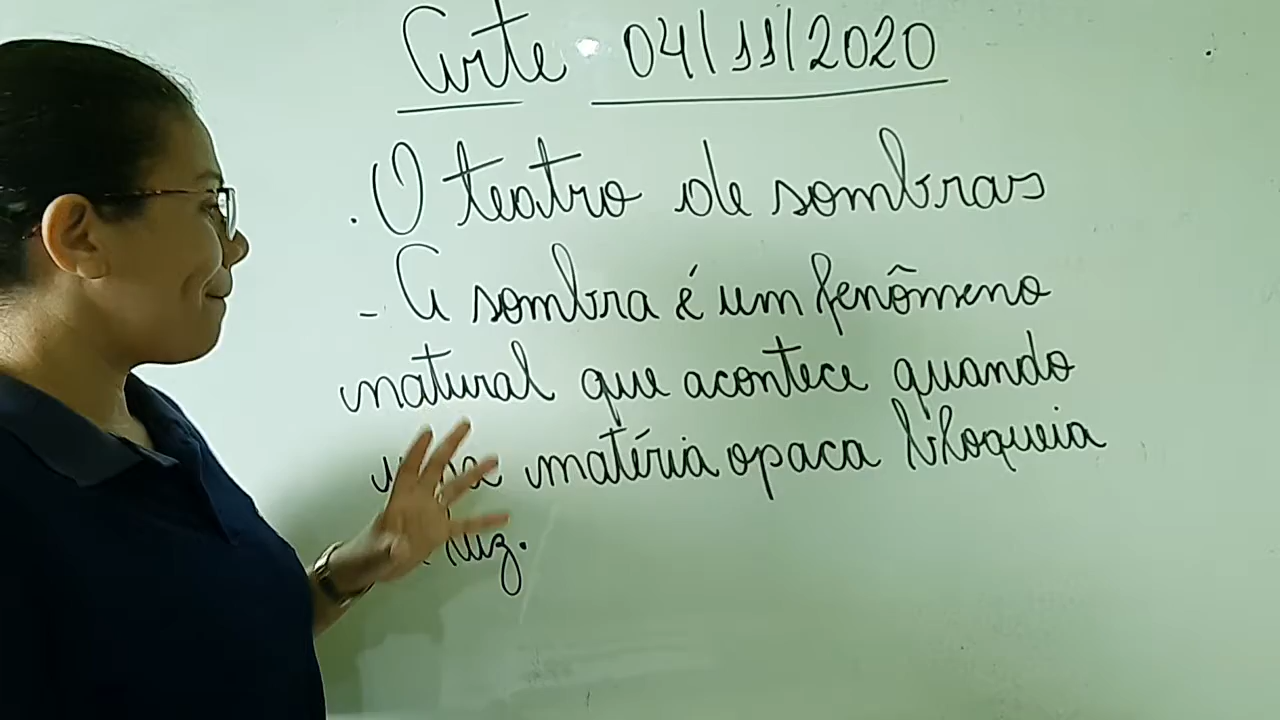 Arte 04/11/2020
. O teatro de sombras
- A sombra é um fenômeno
natural que acontece quando
matéria opaca bloqueia
luz.